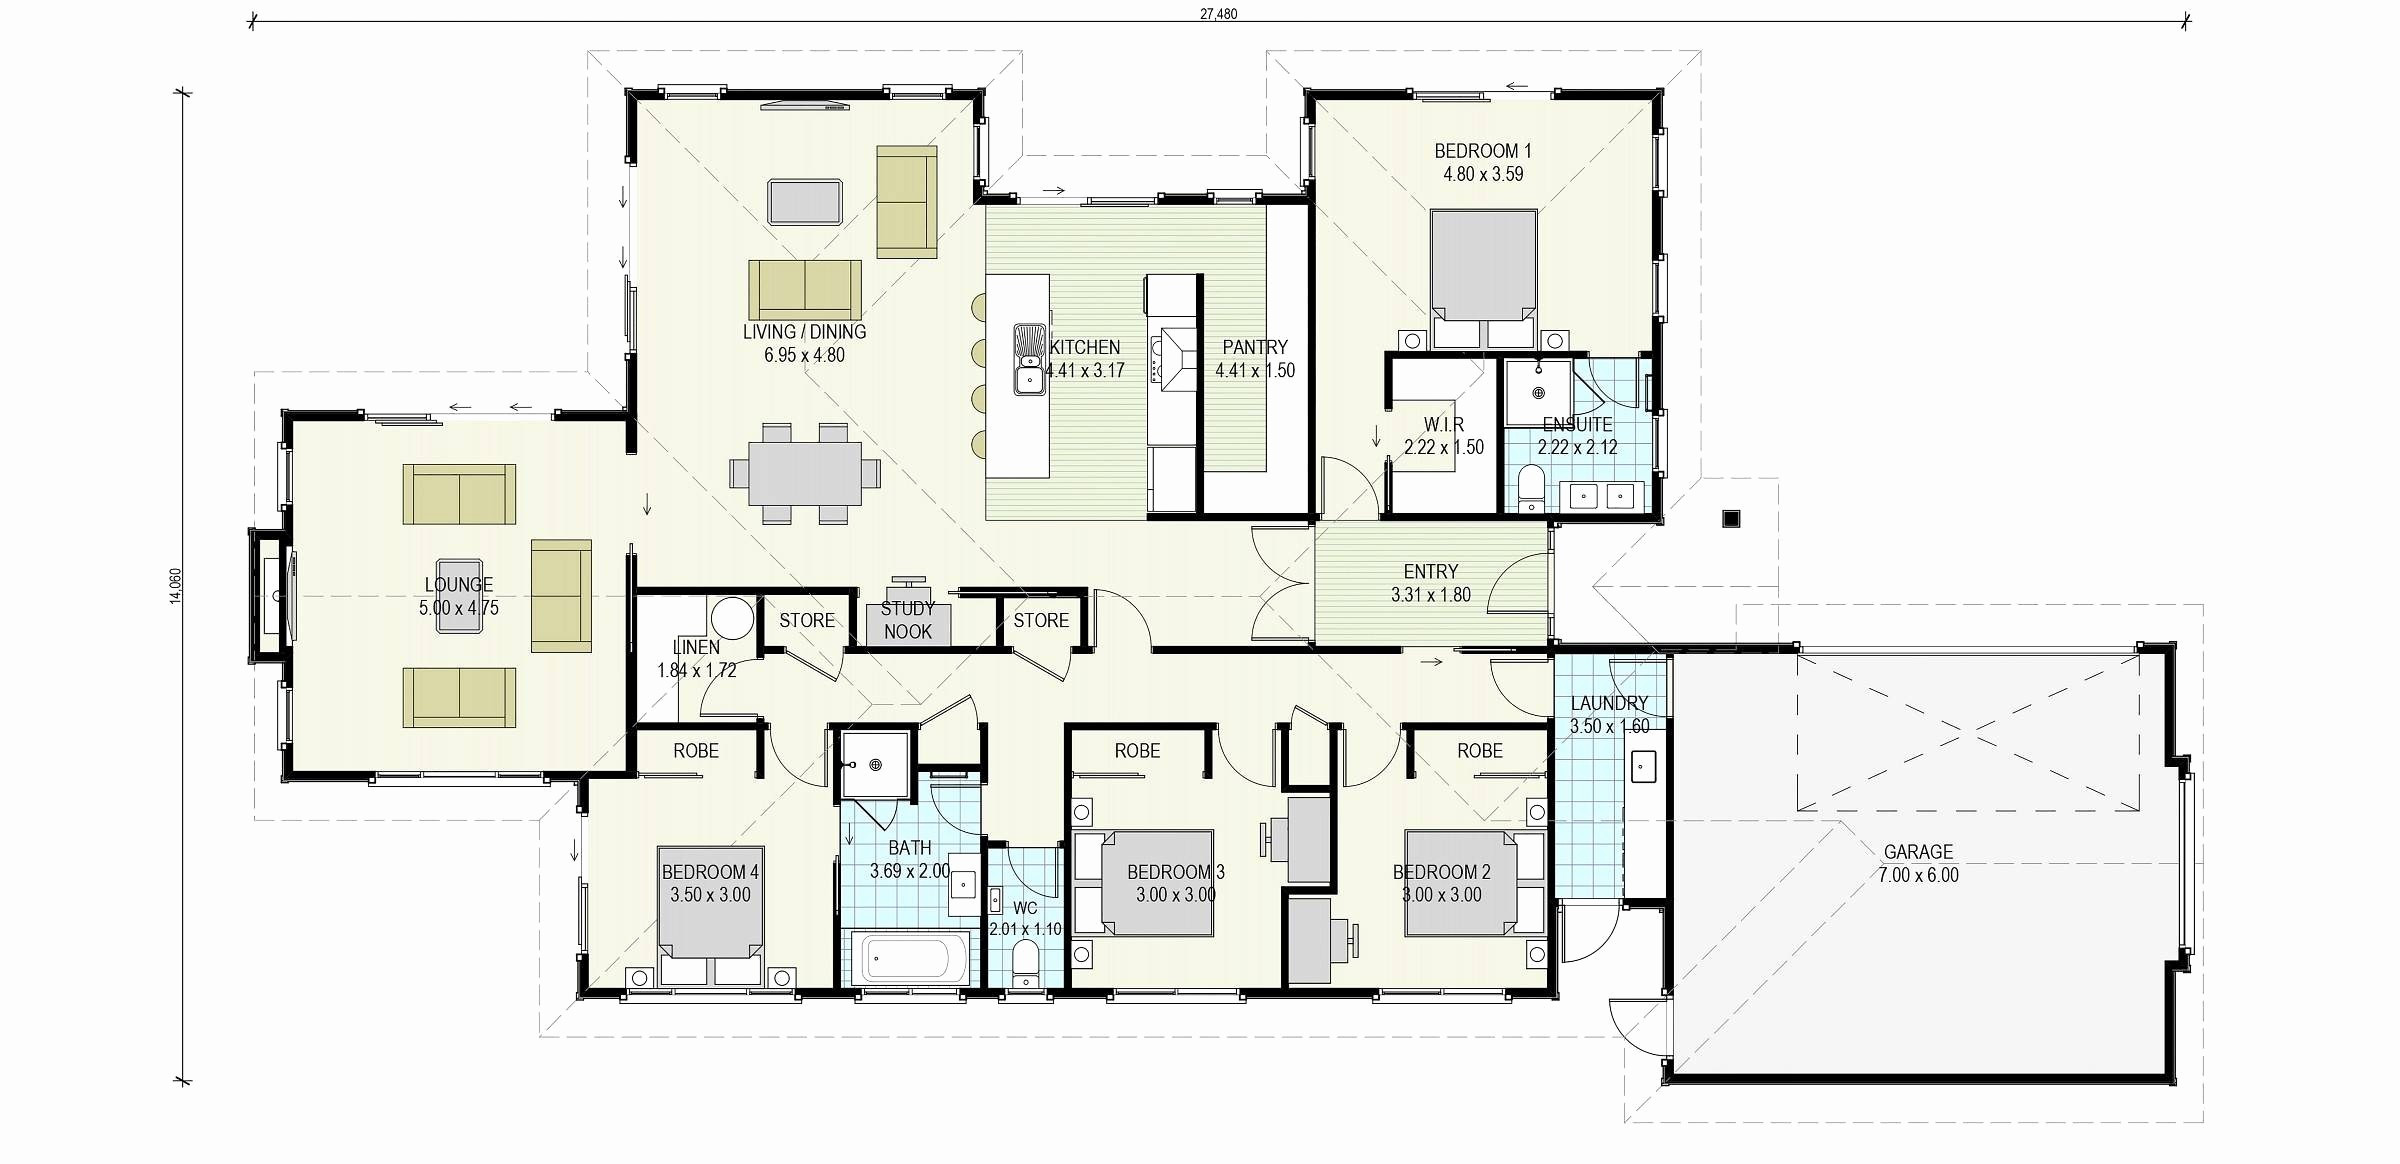 27,480
14,060
BEDROOM 1
4.80 x 3.59
LIVING / DINING
6.95 x 4.80
KITCHEN
4.41 x 3.17
PANTRY
4.41 x 1.50
W.I.R
2.22 x 1.50
ENSUITE
2.22 x 2.12
LOUNGE
5.00 x 4.75
ENTRY
3.31 x 1.80
STORE
STUDY
NOOK
STORE
LINEN
1.84 x 1.72
LAUNDRY
3.50 x 1.60
ROBE
ROBE
ROBE
BATH
3.69 x 2.00
BEDROOM 4
3.50 x 3.00
WC
2.01 x 1.10
BEDROOM 3
3.00 x 3.00
BEDROOM 2
3.00 x 3.00
GARAGE
7.00 x 6.00